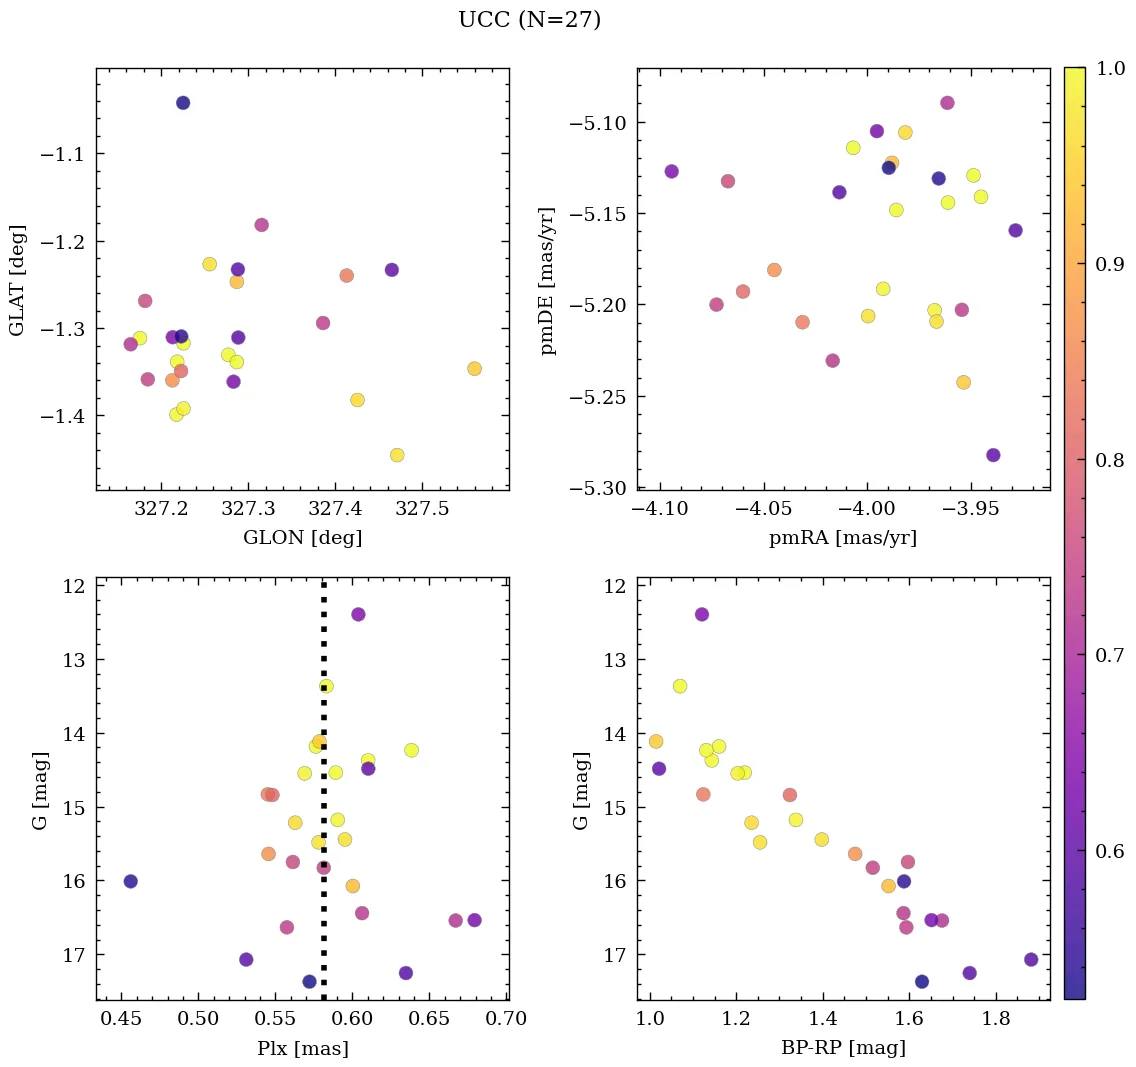 UCC (N=27)
−1.1
−1.2
−1.3
−1.4
GLAT [deg]
327.2 327.3 327.4 327.5
GLON [deg]
−5.10
−5.15
−5.20
−5.25
−5.30
pmDE [mas/yr]
−4.10 −4.05 −4.00 −3.95
pmRA [mas/yr]
12
13
14
15
16
17
G [mag]
0.45 0.50 0.55 0.60 0.65 0.70
Plx [mas]
12
13
14
15
16
17
G [mag]
1.0 1.2 1.4 1.6 1.8
BP-RP [mag]
1.0
0.9
0.8
0.7
0.6